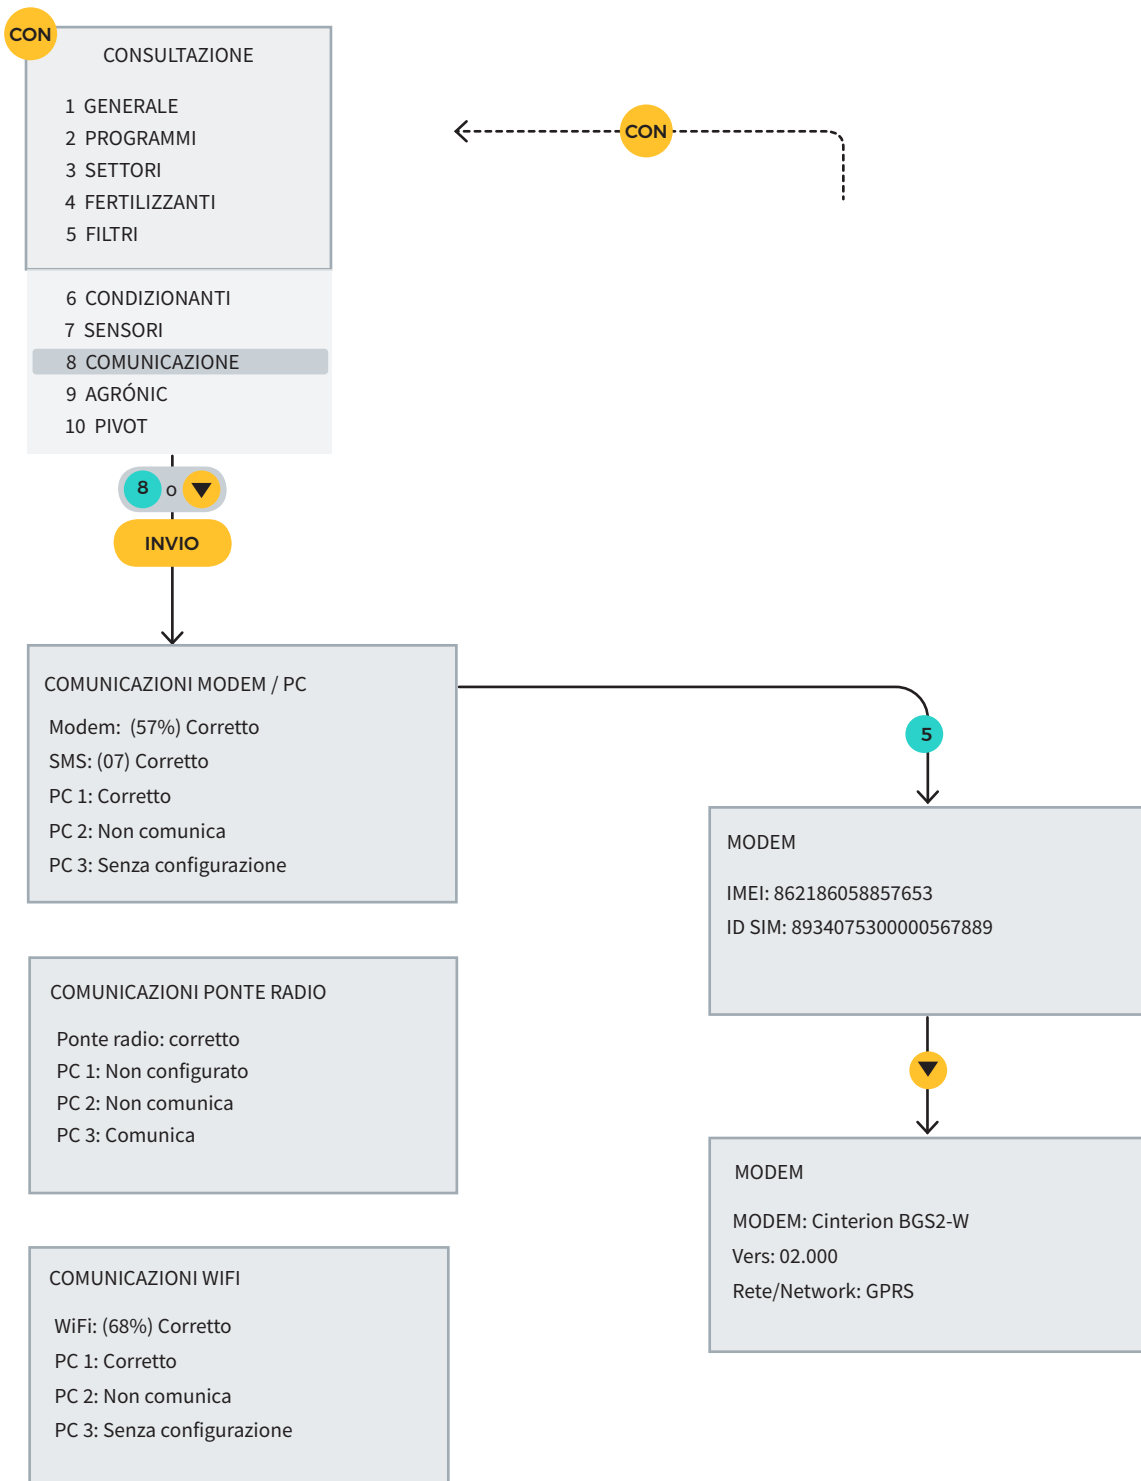 CON
CONSULTAZIONE
1 GENERALE
2 PROGRAMMI
3 SETTORI
4 FERTILIZZANTI
5 FILTRI
6 CONDIZIONANTI
7 SENSORI
8 COMUNICAZIONE
9 AGRÓNIC
10 PIVOT
CON
8 o
INVIO
COMUNICAZIONI MODEM / PC
Modem: (57%) Corretto
SMS: (07) Corretto
PC 1: Corretto
PC 2: Non comunica
PC 3: Senza configurazione
5
MODEM
IMEI: 862186058857653
ID SIM: 8934075300000567889
COMUNICAZIONI PONTE RADIO
Ponte radio: corretto
PC 1: Non configurato
PC 2: Non comunica
PC 3: Comunica
MODEM
MODEM: Cinterion BGS2-W
Vers: 02.000
Rete/Network: GPRS
COMUNICAZIONI WIFI
WiFi: (68%) Corretto
PC 1: Corretto
PC 2: Non comunica
PC 3: Senza configurazione